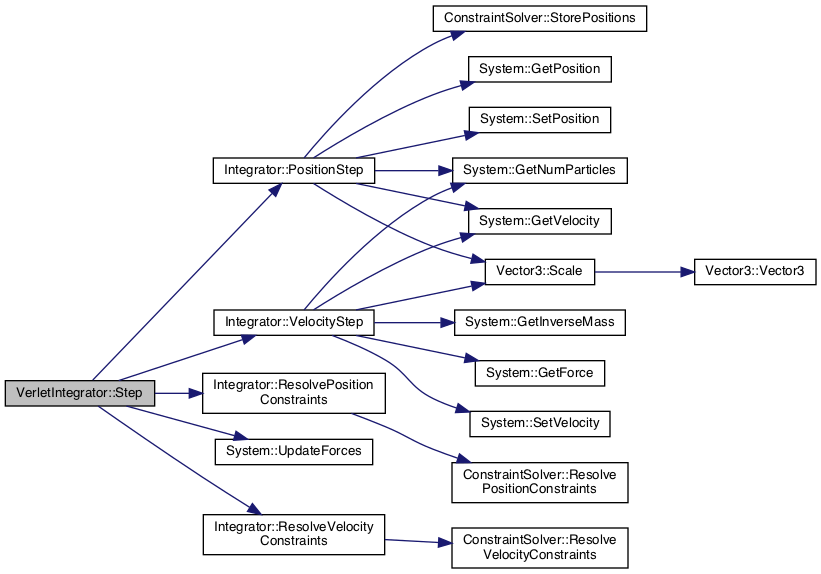 ConstraintSolver::StorePositions
System::GetPosition
System::SetPosition
Integrator::PositionStep
System::GetNumParticles
System::GetVelocity
Vector3::Scale
Vector3::Vector3
Integrator::VelocityStep
System::GetInverseMass
System::GetForce
VerletIntegrator::Step
Integrator::ResolvePosition
Constraints
System::SetVelocity
System::UpdateForces
ConstraintSolver::Resolve
PositionConstraints
Integrator::ResolveVelocity
Constraints
ConstraintSolver::Resolve
VelocityConstraints